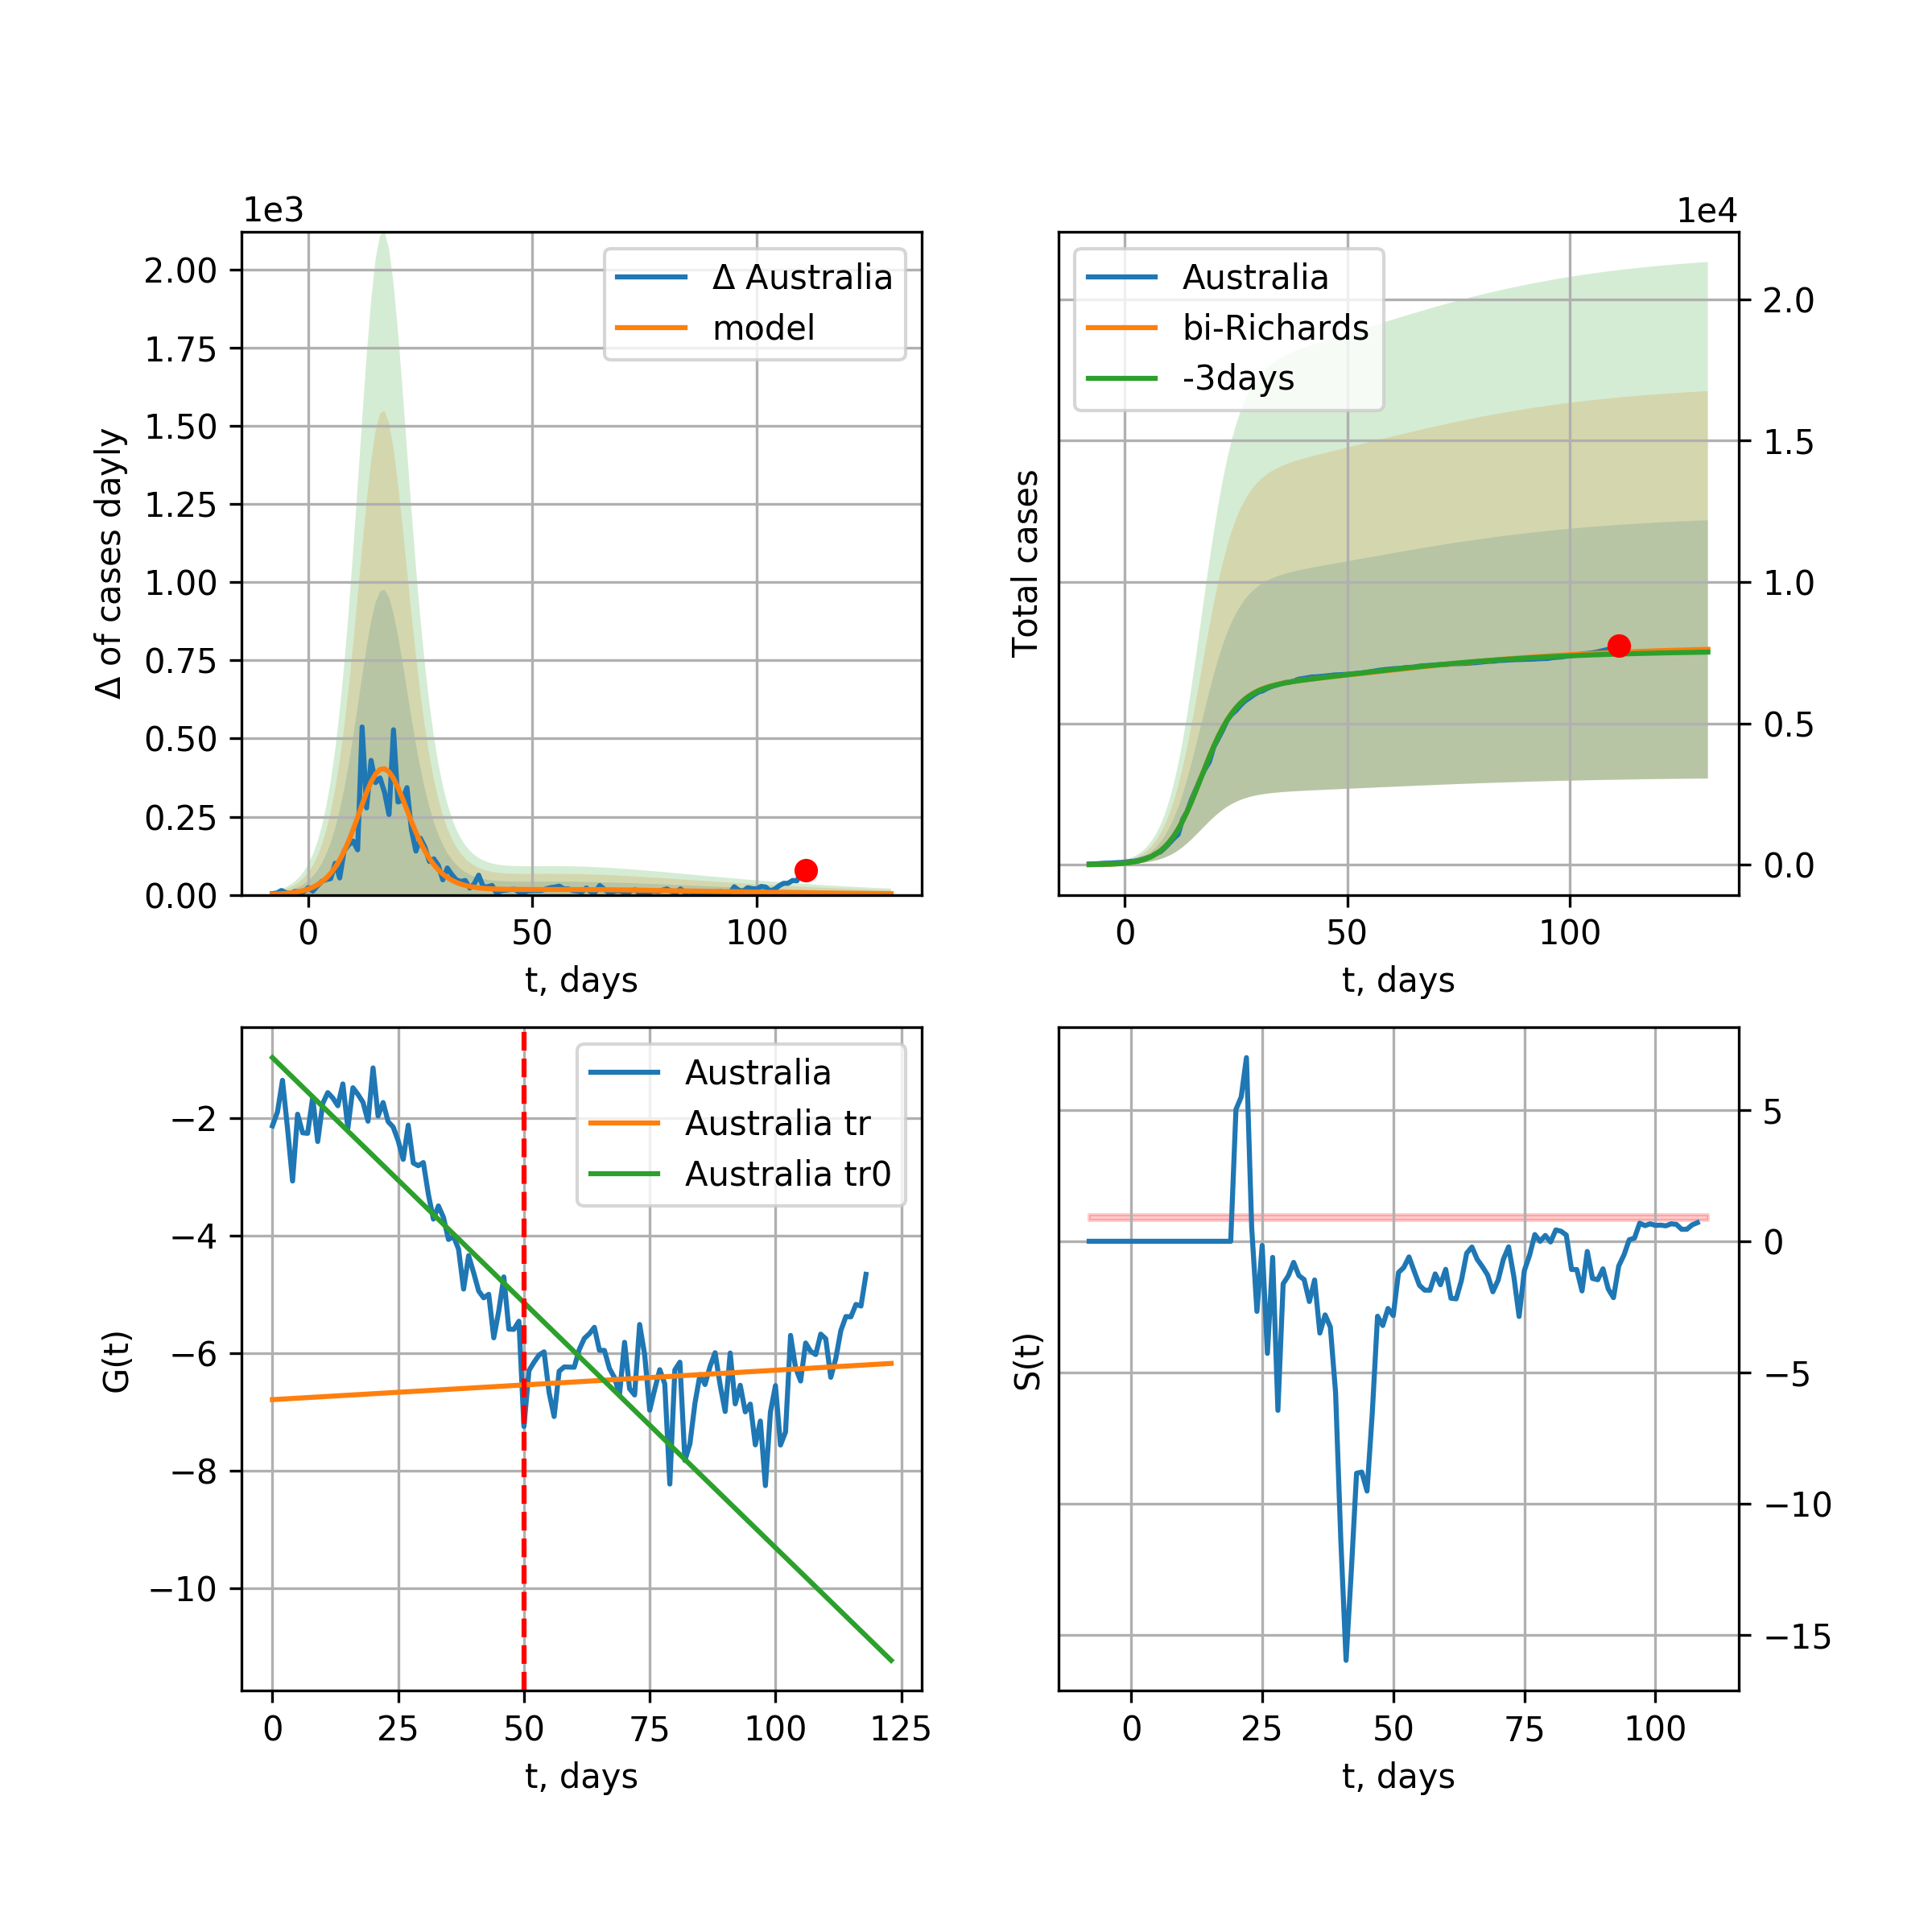 1e3
Δ of cases dayly
2.00
1.75
1.50
1.25
1.00
0.75
0.50
0.25
0.00
Δ Australia
model
0 50 100
t, days
1e4
Total cases
Australia
bi-Richards
-3days
2.0
1.5
1.0
0.5
0.0
0 50 100
t, days
G(t)
−2
−4
−6
−8
−10
Australia
Australia tr
Australia tr0
0 25 50 75 100 125
t, days
S(t)
5
0
−5
−10
−15
0 25 50 75 100
t, days